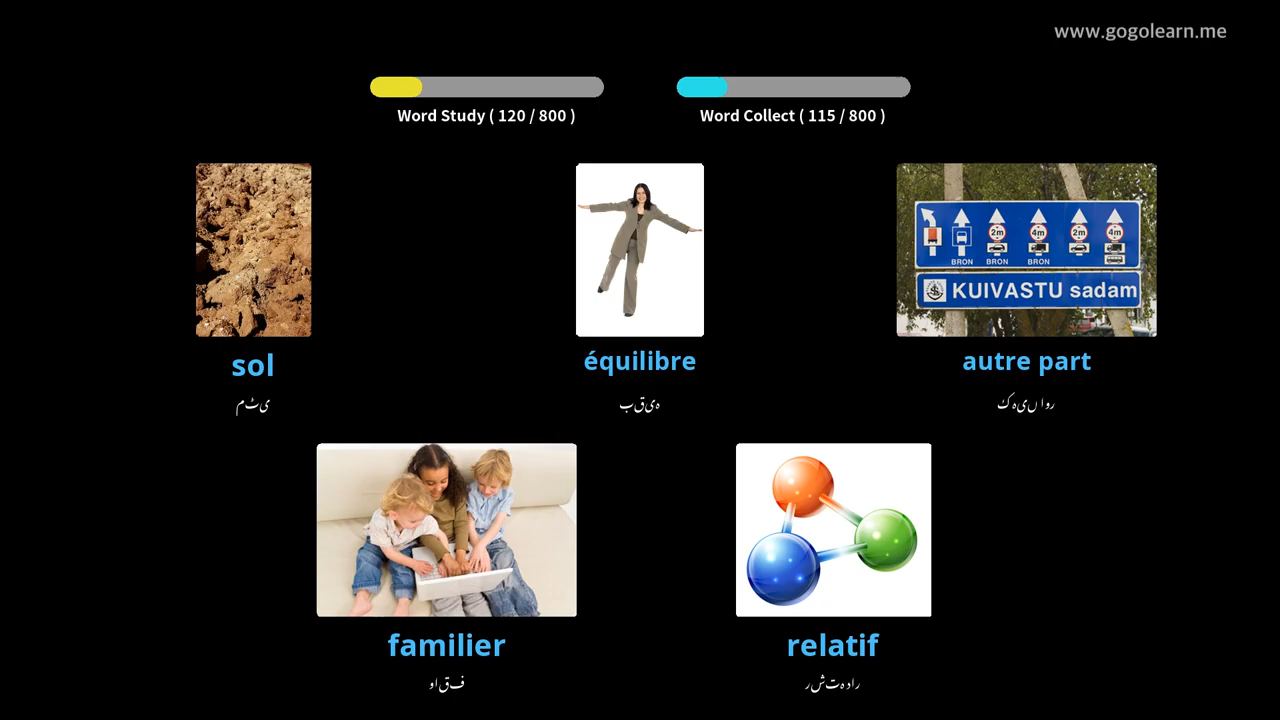 www.gogolearn.me
Word Study ( 120 / 800 )
Word Collect ( 115 / 800 )
sol
یٹم
équilibre
ہیقب
autre part
روا ںیہک
BRON
BRON
BRON
2m
4m
2m
4m
KUIVASTU sadam
familier
فقاو
relatif
رادہتشر